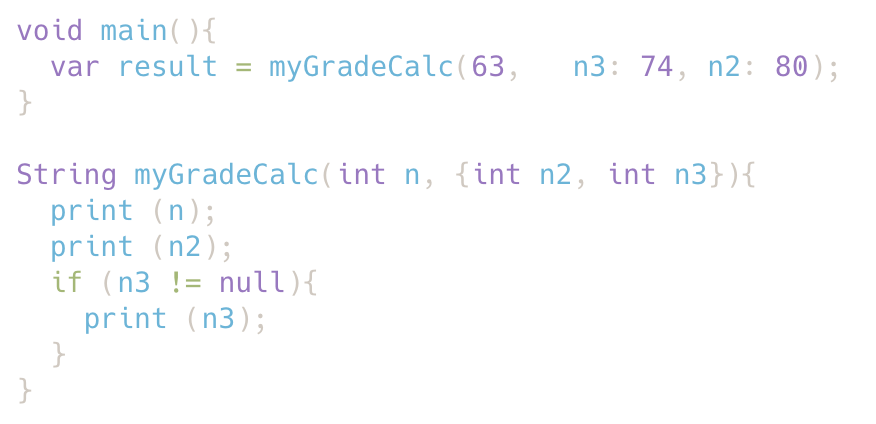 void main(){
  var result = myGradeCalc(63,   n3: 74, n2: 80);
}

String myGradeCalc(int n, {int n2, int n3}){
  print (n);
  print (n2);
  if (n3 != null){
    print (n3);
  }
}